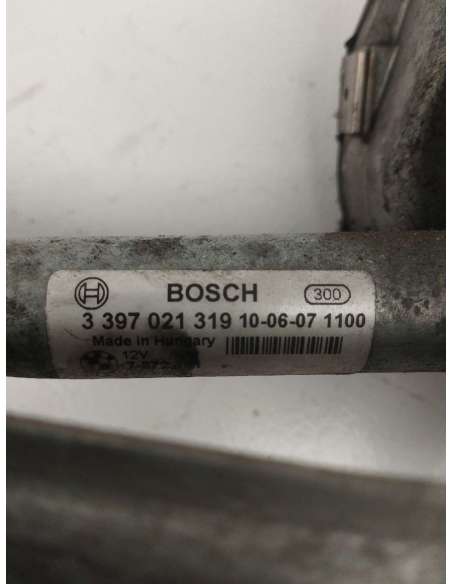 BOSCH 300
3 397 021 319 10-06-07 1100
Made in Hungary
12V